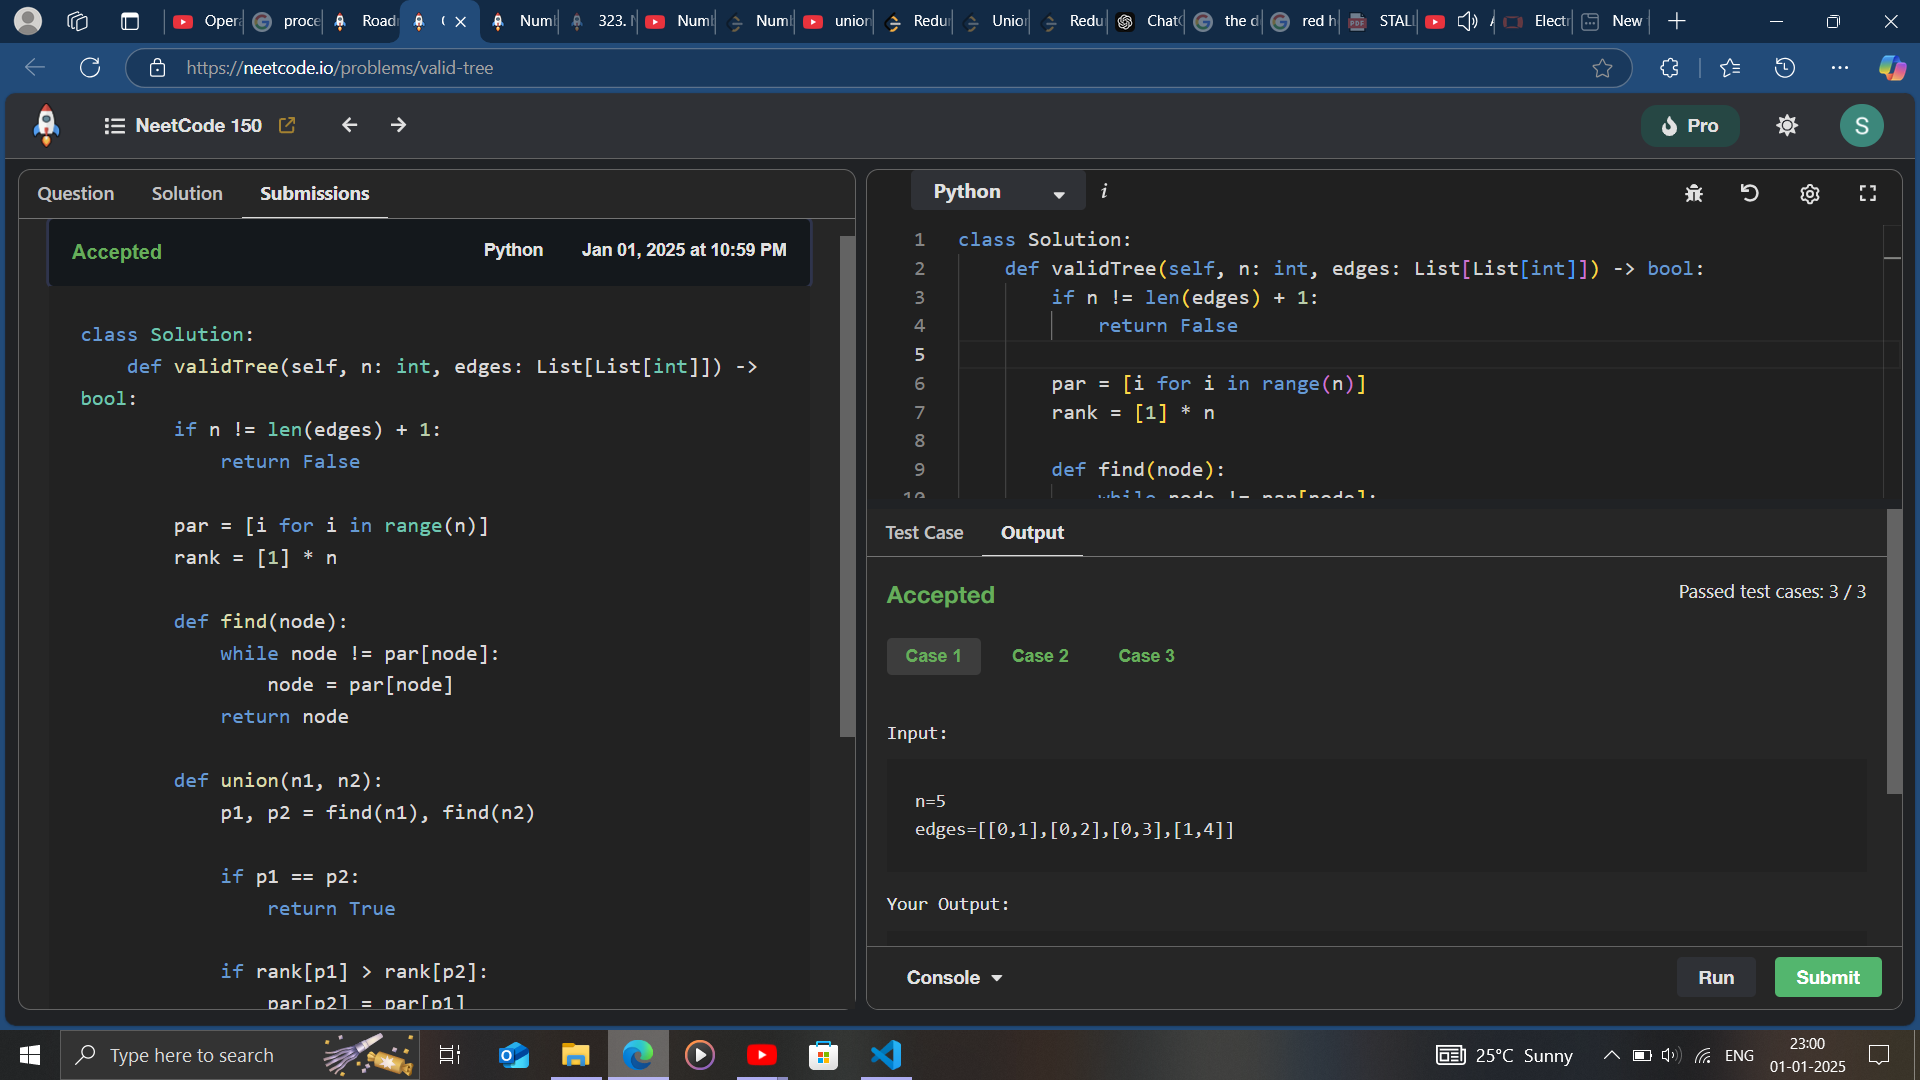 Opera
proce
Road
Numb
323. N
Numb
Numb
union
Redu
Union
Redu
Chat
the d
red h
STALL
Electr
New
https://neetcode.io/problems/valid-tree
NeetCode 150
Pro
S
Question Solution Submissions
Accepted Python Jan 01, 2025 at 10:59 PM
class Solution:
def validTree(self, n: int, edges: List[List[int]]) ->
bool:
if n != len(edges) + 1:
return False
par = [i for i in range(n)]
rank = [1] * n
def find(node):
while node != par[node]:
node = par[node]
return node
def union(n1, n2):
p1, p2 = find(n1), find(n2)
if p1 == p2:
return True
if rank[p1] > rank[p2]:
par[p2] = par[p1]
Python i
1 class Solution:
2 def validTree(self, n: int, edges: List[List[int]]) -> bool:
3 if n != len(edges) + 1:
4 return False
5
6 par = [i for i in range(n)]
7 rank = [1] * n
8
9 def find(node):
10 while node != par[node]:
Test Case Output
Accepted Passed test cases: 3 / 3
Case 1 Case 2 Case 3
Input:
n=5
edges=[[0,1],[0,2],[0,3],[1,4]]
Your Output:
Console Run Submit
Type here to search
25°C Sunny
ENG
23:00
01-01-2025